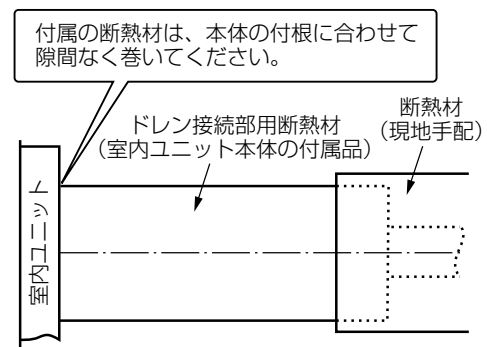 付属の断熱材は、本体の付根に合わせて
隙間なく巻いてください。
ドレン接続部用断熱材
（室内ユニット本体の付属品）
断熱材
（現地手配）
室内ユニット